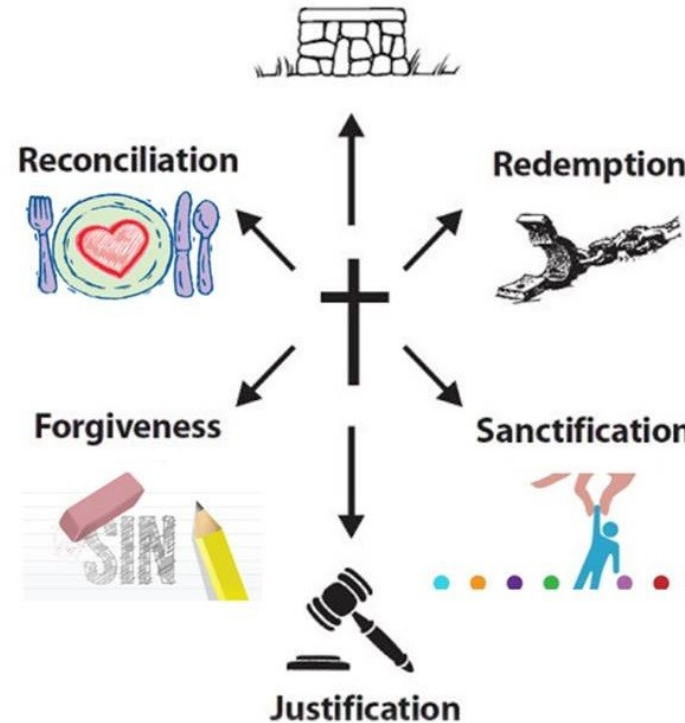 Reconciliation
Redemption
Forgiveness
Sanctification
SIN
Justification